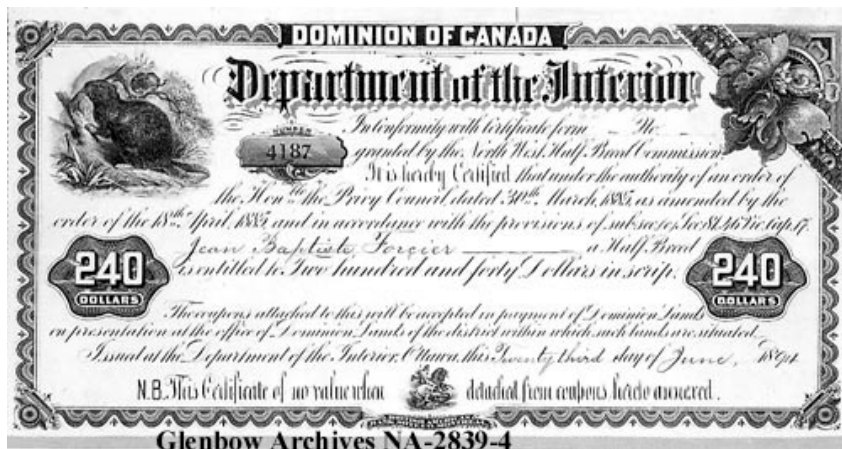 DOMINION OF CANADA
Department of the Interior
NUMBER
4187
In conformity with Certificate form No.
granted by the North West Half Breed Commission.
It is hereby Certified that under the authority of an order of
the Hon'ble the Privy Council, dated 30th March, 1885, as amended by the
order of the 18th April, 1885 and in accordance with the provisions of sub sec Sec 81. 46 Vic. Cap. 17.
Jean Baptiste Forcier a Half Breed
is entitled to Two hundred and forty Dollars in scrip.
240
DOLLARS
240
DOLLARS
The coupons attached to this will be accepted in payment of Dominion Lands
on presentation at the office of Dominion Lands of the district within which such lands are situated.
Issued at the Department of the Interior, Ottawa, this Twenty third day of June, 1894
N.B. This Certificate of no value when detached from coupons hereto annexed.
Glenbow Archives NA-2839-4